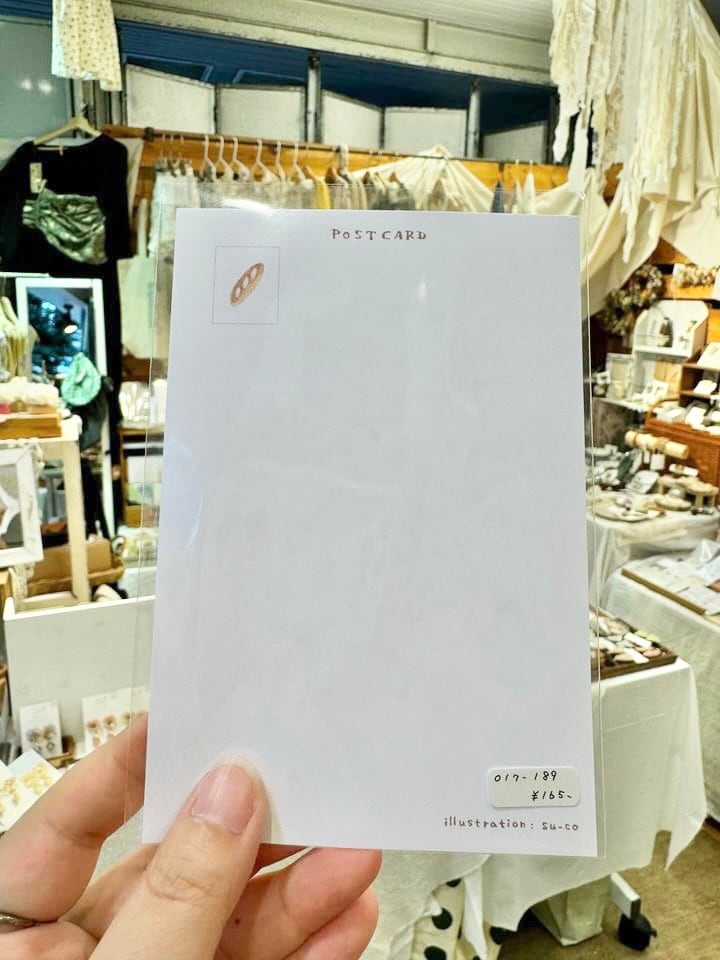 POSTCARD
017-189
¥165-
illustration: su-co